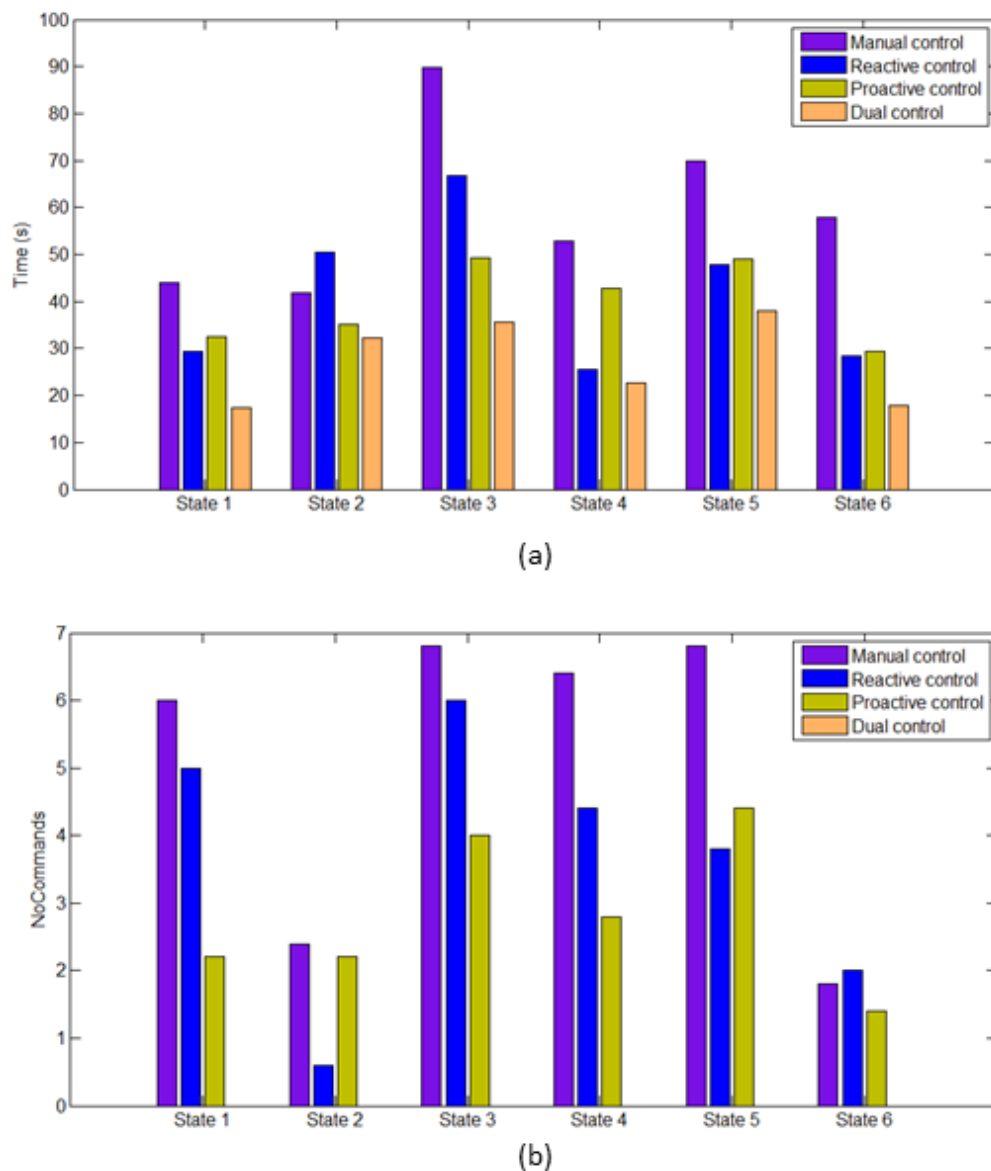 100
90
80
70
60
50
40
30
20
10
0
Time (s)
Manual control
Reactive control
Proactive control
Dual control
State 1 State 2 State 3 State 4 State 5 State 6
(a)
7
6
5
4
3
2
1
0
NoCommands
Manual control
Reactive control
Proactive control
Dual control
State 1 State 2 State 3 State 4 State 5 State 6
(b)